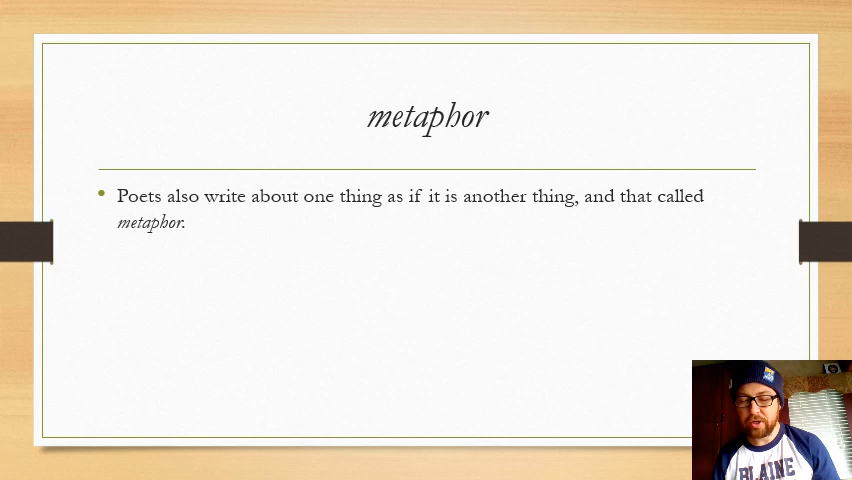 metaphor
• Poets also write about one thing as if it is another thing, and that called
metaphor.
BLAINE